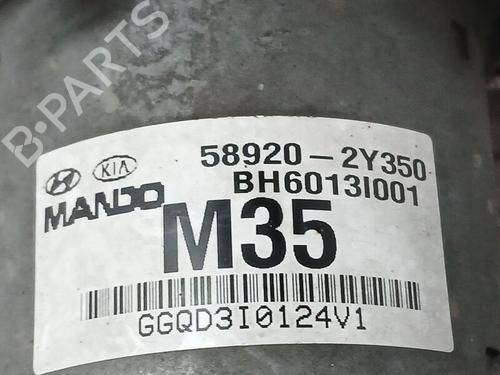 B-PARTS
58920-2Y350
KIA
BH6013I001
MANDO
M35
GGQD3I0124V1